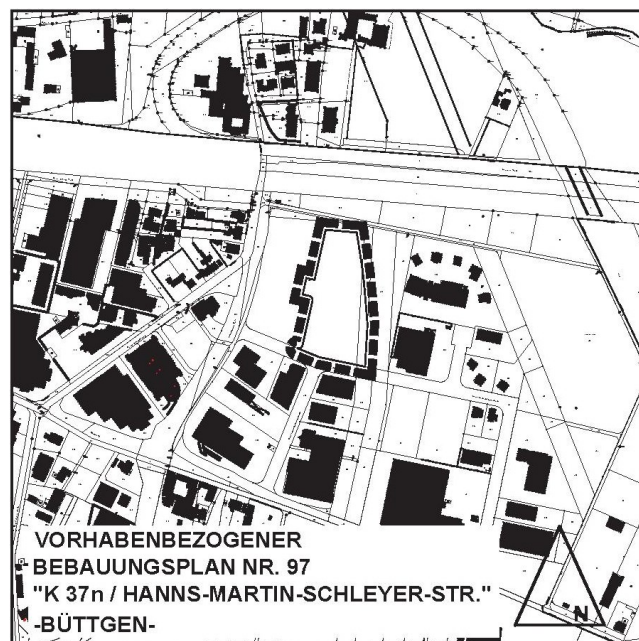 VORHABENBEZOGENER
BEBAUUNGSPLAN NR. 97
"K 37n / HANNS-MARTIN-SCHLEYER-STR."
-BÜTTGEN-
N